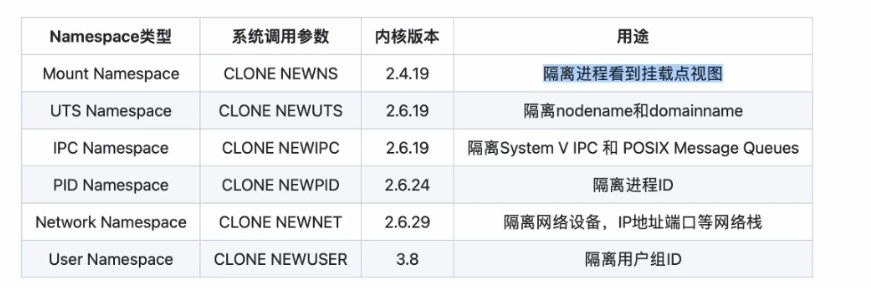 Namespace类型 系统调用参数 内核版本 用途
Mount Namespace CLONE NEWNS 2.4.19 隔离进程看到挂载点视图
UTS Namespace CLONE NEWUTS 2.6.19 隔离nodename和domainname
IPC Namespace CLONE NEWIPC 2.6.19 隔离System V IPC 和 POSIX Message Queues
PID Namespace CLONE NEWPID 2.6.24 隔离进程ID
Network Namespace CLONE NEWNET 2.6.29 隔离网络设备，IP地址端口等网络栈
User Namespace CLONE NEWUSER 3.8 隔离用户组ID